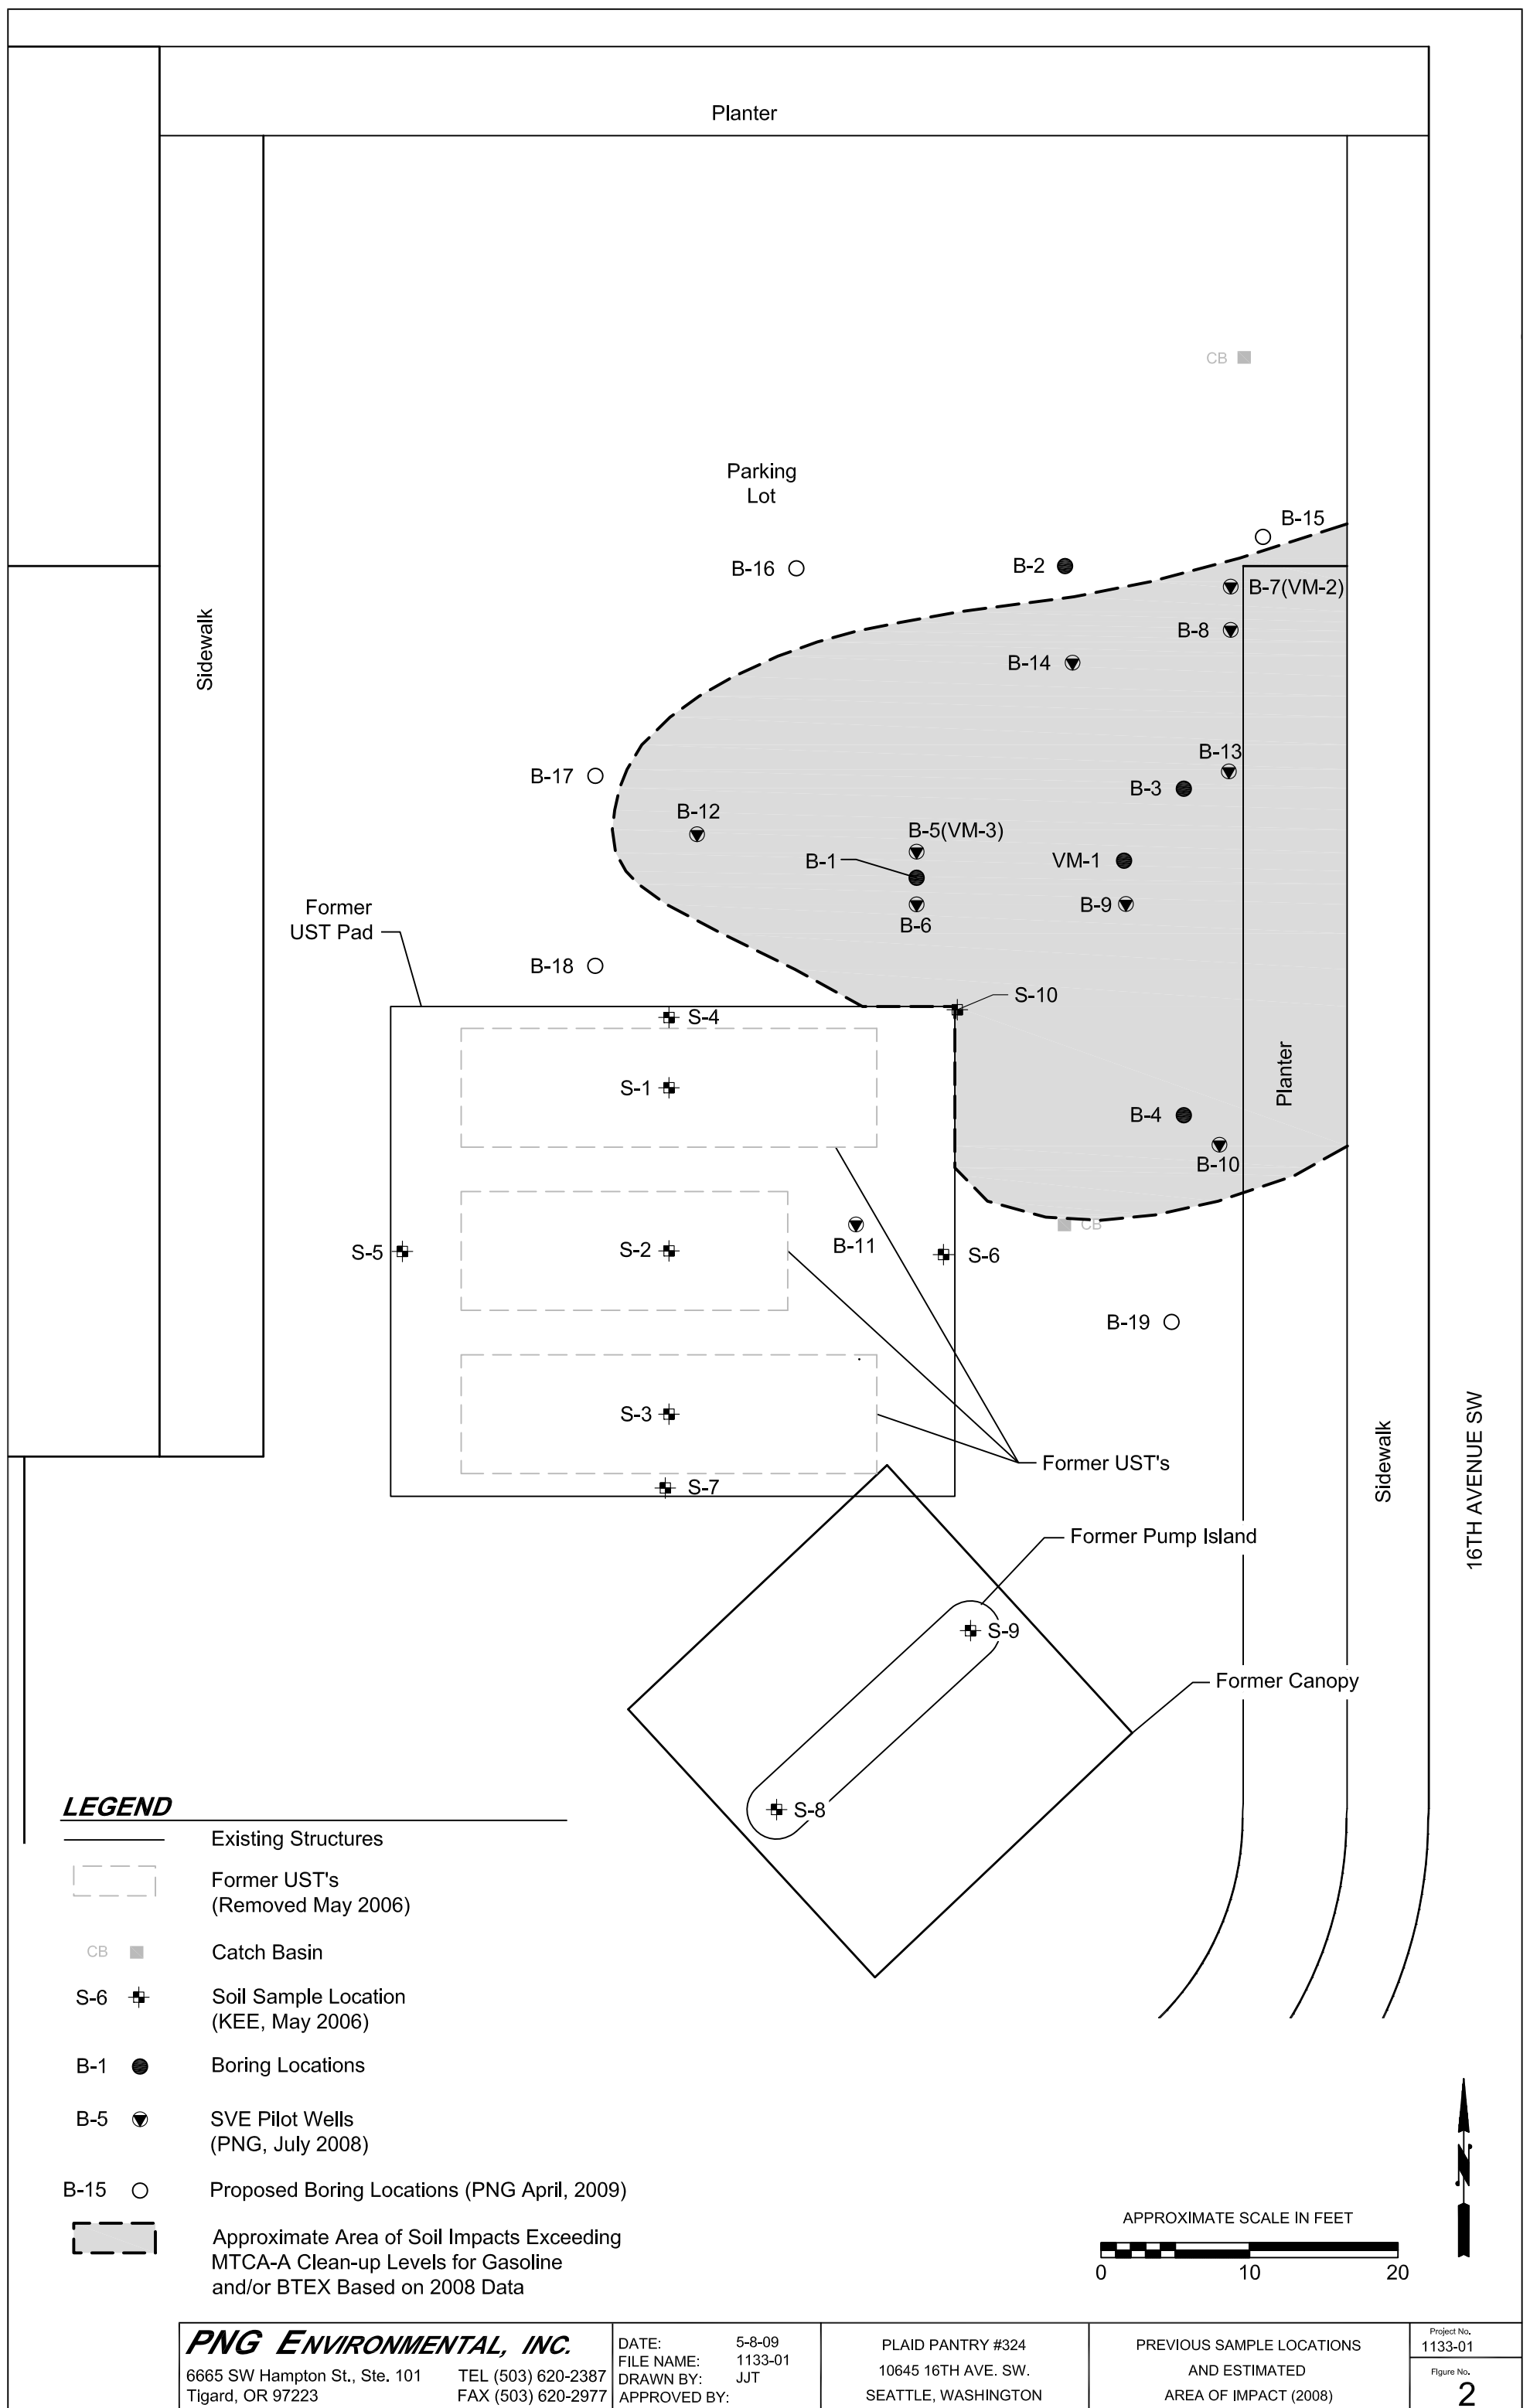 Planter
CB
Parking
Lot
B-15
B-16
B-2
B-7(VM-2)
B-8
Sidewalk
B-14
B-13
B-17
B-3
B-12
B-5(VM-3)
B-1
VM-1
B-9
B-6
Former
UST Pad
B-18
S-10
S-4
Planter
S-1
B-4
B-10
CB
S-5
S-2
B-11
S-6
B-19
S-3
Former UST's
S-7
Sidewalk
16TH AVENUE SW
Former Pump Island
S-9
Former Canopy
S-8
LEGEND
Existing Structures
Former UST's
(Removed May 2006)
CB Catch Basin
S-6 Soil Sample Location
(KEE, May 2006)
B-1 Boring Locations
B-5 SVE Pilot Wells
(PNG, July 2008)
B-15 Proposed Boring Locations (PNG April, 2009)
Approximate Area of Soil Impacts Exceeding
MTCA-A Clean-up Levels for Gasoline
and/or BTEX Based on 2008 Data
N
APPROXIMATE SCALE IN FEET
0 10 20
PNG ENVIRONMENTAL, INC.
6665 SW Hampton St., Ste. 101 TEL (503) 620-2387
Tigard, OR 97223 FAX (503) 620-2977
DATE: 5-8-09
FILE NAME: 1133-01
DRAWN BY: JJT
APPROVED BY:
PLAID PANTRY #324
10645 16TH AVE. SW.
SEATTLE, WASHINGTON
PREVIOUS SAMPLE LOCATIONS
AND ESTIMATED
AREA OF IMPACT (2008)
Project No.
1133-01
Figure No.
2